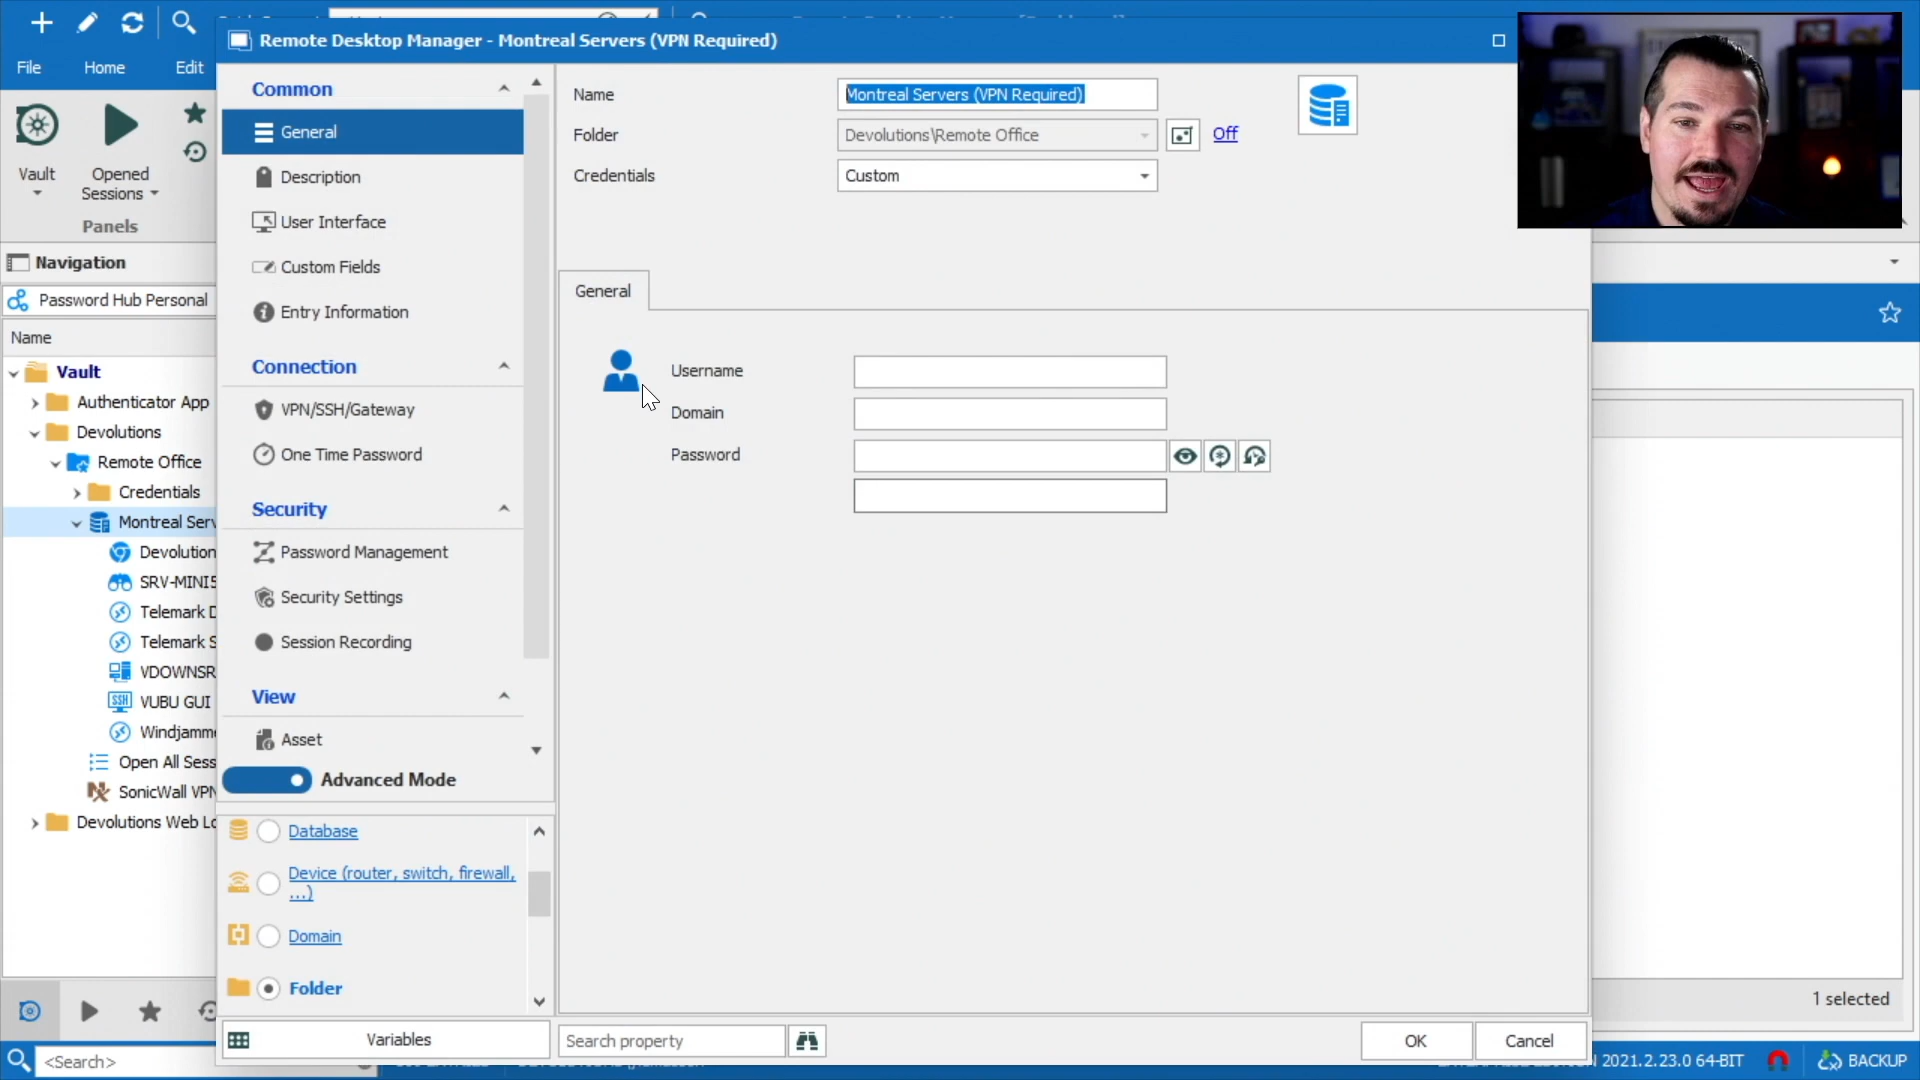 File
Home
Edit
Remote Desktop Manager - Montreal Servers (VPN Required)
Vault
Opened
Sessions
Panels
Navigation
Password Hub Personal
Name
Vault
Authenticator App
Devolutions
Remote Office
Credentials
Montreal Serv
Devolution
SRV-MINI5
Telemark D
Telemark S
VDOWNSR
VUBU GUI
Windjamme
Open All Sess
SonicWall VPN
Devolutions Web Lo
<Search>
Common
General
Description
User Interface
Custom Fields
Entry Information
Connection
VPN/SSH/Gateway
One Time Password
Security
Password Management
Security Settings
Session Recording
View
Asset
Advanced Mode
Database
Device (router, switch, firewall,
...)
Domain
Folder
Variables
Name
Montreal Servers (VPN Required)
Folder
Devolutions\Remote Office
Off
Credentials
Custom
General
Username
Domain
Password
Search property
OK
Cancel
1 selected
2021.2.23.0 64-BIT
BACKUP